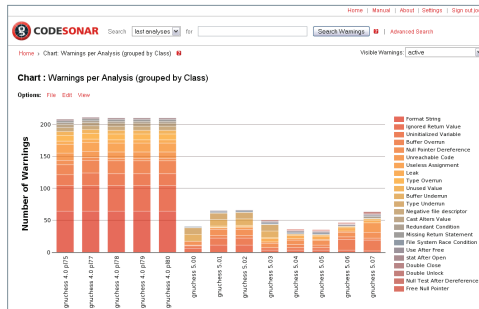 Home | Manual | About | Settings | Sign out
CODESONAR Search last analyses for Search Warnings | Advanced Search
Home › Chart: Warnings per Analysis (grouped by Class)
Visible Warnings: active
Chart : Warnings per Analysis (grouped by Class)
Options: File Edit View
Number of Warnings
200
150
100
50
0
gnuchess 4.0 pl75
gnuchess 4.0 pl77
gnuchess 4.0 pl78
gnuchess 4.0 pl79
gnuchess 4.0 pl80
gnuchess 5.00
gnuchess 5.01
gnuchess 5.02
gnuchess 5.03
gnuchess 5.04
gnuchess 5.05
gnuchess 5.06
gnuchess 5.07
Format String
Ignored Return Value
Uninitialized Variable
Buffer Overrun
Null Pointer Dereference
Unreachable Code
Useless Assignment
Leak
Type Overrun
Unused Value
Buffer Underrun
Type Underrun
Negative file descriptor
Cast Alters Value
Redundant Condition
Missing Return Statement
File System Race Condition
Use After Free
stat After Open
Double Close
Double Unlock
Null Test After Dereference
Free Null Pointer